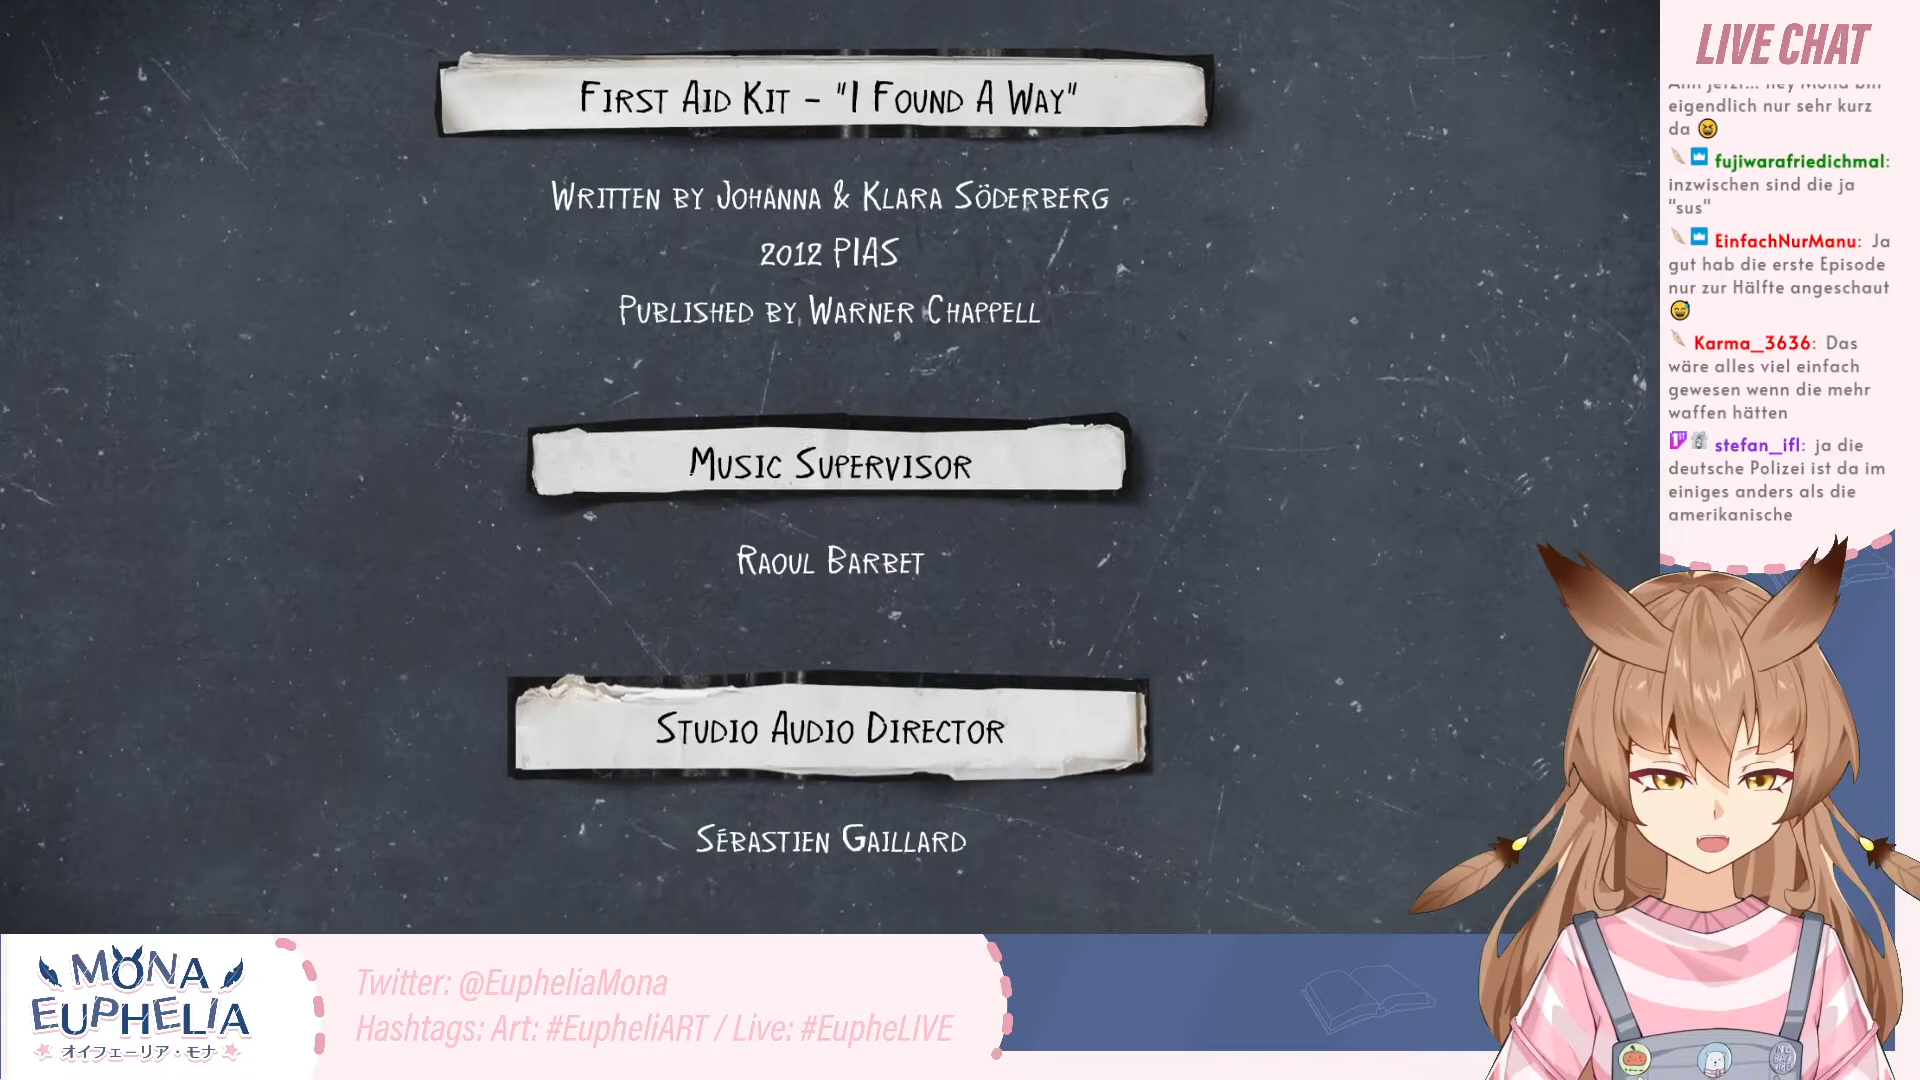 FIRST AID KIT - "I FOUND A WAY"
WRITTEN BY JOHANNA & KLARA SÖDERBERG
2012 PIAS
PUBLISHED BY WARNER CHAPPELL
MUSIC SUPERVISOR
RAOUL BARBET
STUDIO AUDIO DIRECTOR
SÉBASTIEN GAILLARD
LIVE CHAT
eigendlich nur sehr kurz
da
fujiwarafriedichmal:
inzwischen sind die ja
"sus"
EinfachNurManu: Ja
gut hab die erste Episode
nur zur Hälfte angeschaut
Karma_3636: Das
wäre alles viel einfach
gewesen wenn die mehr
waffen hätten
stefan_ifl: ja die
deutsche Polizei ist da im
einiges anders als die
amerikanische
MONA
EUPHELIA
オイフェーリア・モナ
Twitter: @EupheliaMona
Hashtags: Art: #EupheliART / Live: #EupheLIVE